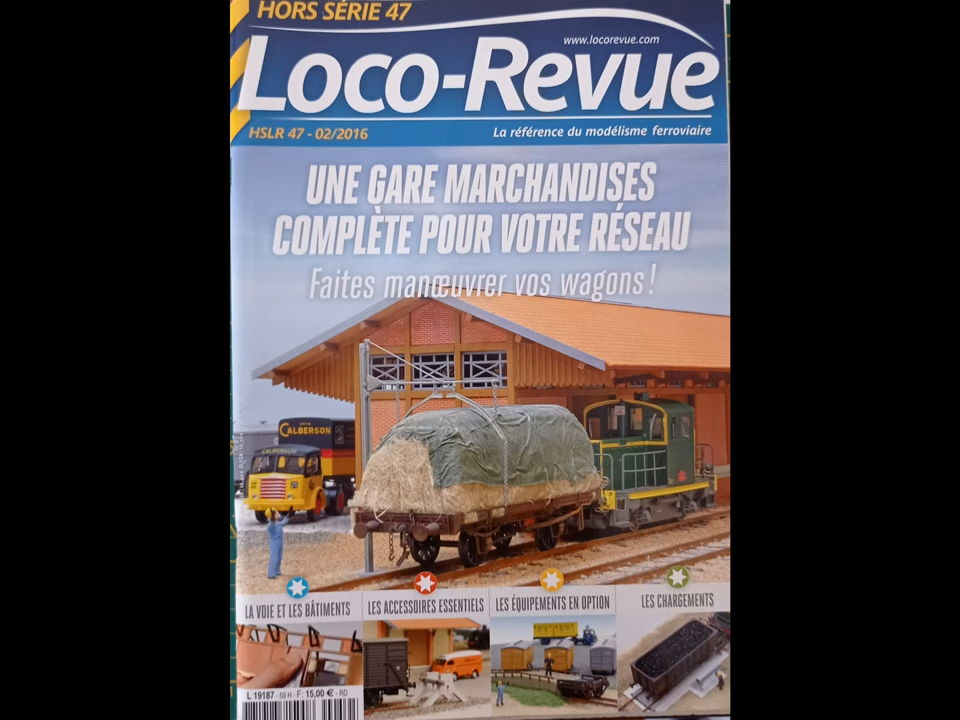 HORS SÉRIE 47
www.locorevue.com
LOCO-REVUE
HSLR 47 - 02/2016
La référence du modélisme ferroviaire
UNE GARE MARCHANDISES
COMPLÈTE POUR VOTRE RÉSEAU
Faites manœuvrer vos wagons !
CALBERSON
CALBERSON
LA VOIE ET LES BÂTIMENTS
LES ACCESSOIRES ESSENTIELS
LES ÉQUIPEMENTS EN OPTION
LES CHARGEMENTS
L 19187 - 59 H - F: 15,00 € - RD